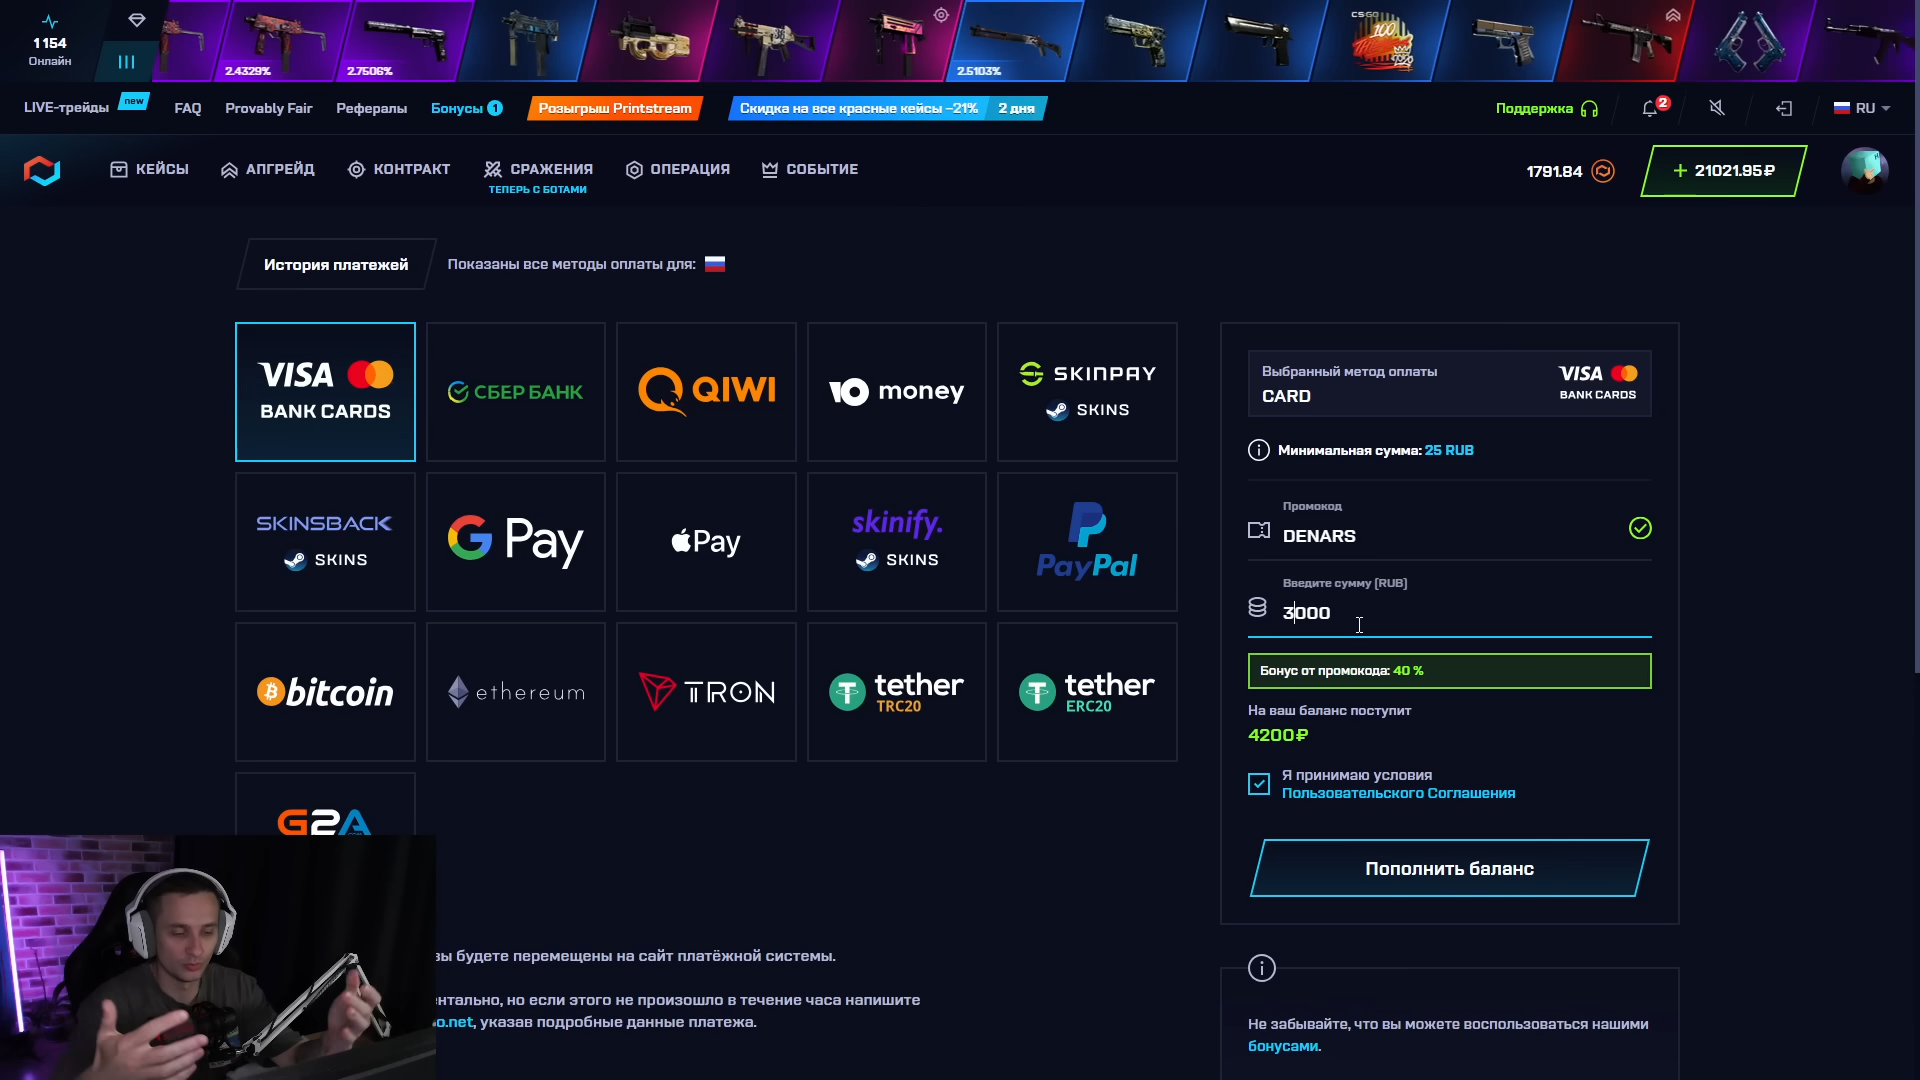 1 154
Онлайн
2.4329%
2.7506%
2.5103%
CS:GO
100
LIVE-трейды
new
FAQ
Provably Fair
Рефералы
Бонусы 1
Розыгрыш Printstream
Скидка на все красные кейсы -21%
2 дня
Поддержка
2
RU
КЕЙСЫ
АПГРЕЙД
КОНТРАКТ
СРАЖЕНИЯ
ТЕПЕРЬ С БОТАМИ
ОПЕРАЦИЯ
СОБЫТИЕ
1791.84
+ 21021.95₽
История платежей
Показаны все методы оплаты для:
VISA
BANK CARDS
СБЕР БАНК
QIWI
Ю money
SKINPAY
SKINS
SKINSBACK
SKINS
G Pay
Pay
skinify.
SKINS
PayPal
bitcoin
ethereum
TRON
tether
TRC20
tether
ERC20
G2A
Выбранный метод оплаты
CARD
VISA
BANK CARDS
Минимальная сумма: 25 RUB
Промокод
DENARS
Введите сумму (RUB)
3000
Бонус от промокода: 40 %
На ваш баланс поступит
4200₽
Я принимаю условия
Пользовательского Соглашения
Пополнить баланс
вы будете перемещены на сайт платёжной системы.
ентально, но если этого не произошло в течение часа напишите
o.net, указав подробные данные платежа.
Не забывайте, что вы можете воспользоваться нашими
бонусами.